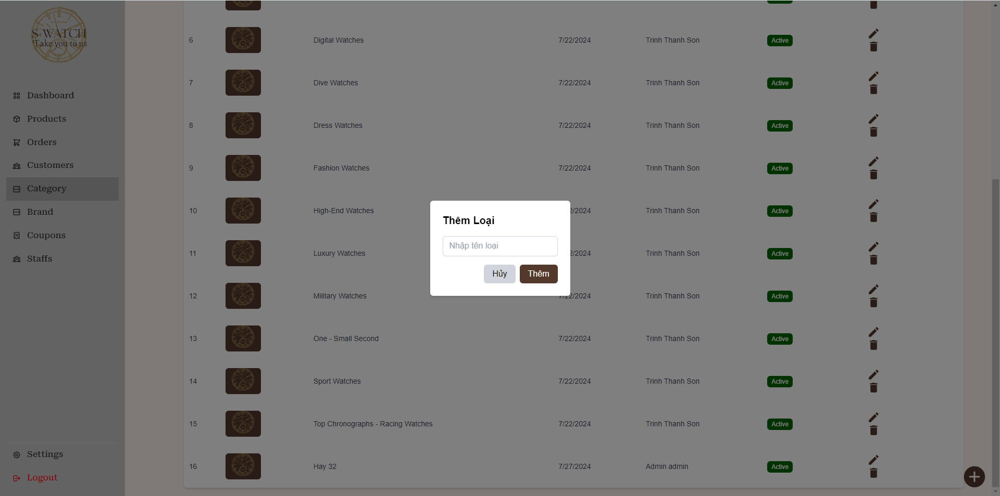 S-WATCH
Take you to us
Dashboard
Products
Orders
Customers
Category
Brand
Coupons
Staffs
Settings
Logout
Active
6 Digital Watches 7/22/2024 Trinh Thanh Son Active
7 Dive Watches 7/22/2024 Trinh Thanh Son Active
8 Dress Watches 7/22/2024 Trinh Thanh Son Active
9 Fashion Watches 7/22/2024 Trinh Thanh Son Active
10 High-End Watches 2/2024 Trinh Thanh Son Active
11 Luxury Watches 2/2024 Trinh Thanh Son Active
12 Military Watches 7/22/2024 Trinh Thanh Son Active
13 One - Small Second 7/22/2024 Trinh Thanh Son Active
14 Sport Watches 7/22/2024 Trinh Thanh Son Active
15 Top Chronographs - Racing Watches 7/22/2024 Trinh Thanh Son Active
16 Hay 32 7/27/2024 Admin admin Active
Thêm Loại
Nhập tên loại
Hủy Thêm